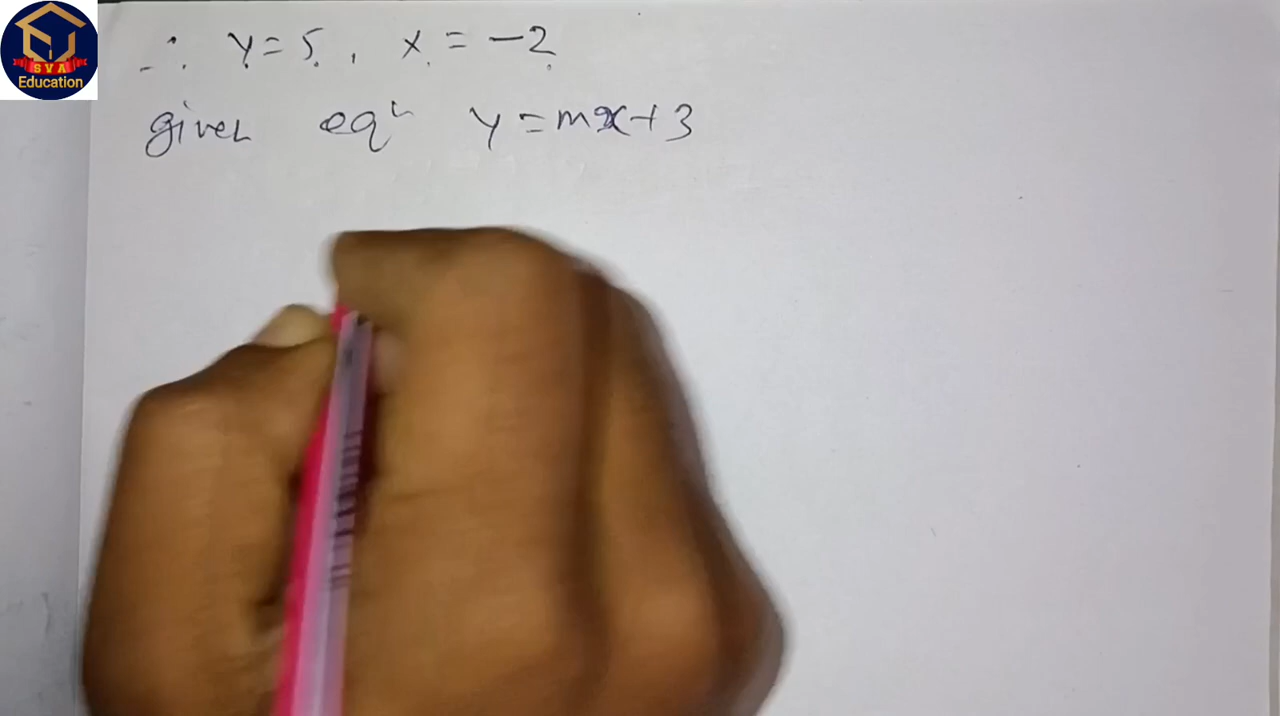 SVA
Education
∴ y = 5, x = -2
given eqn y = mx + 3